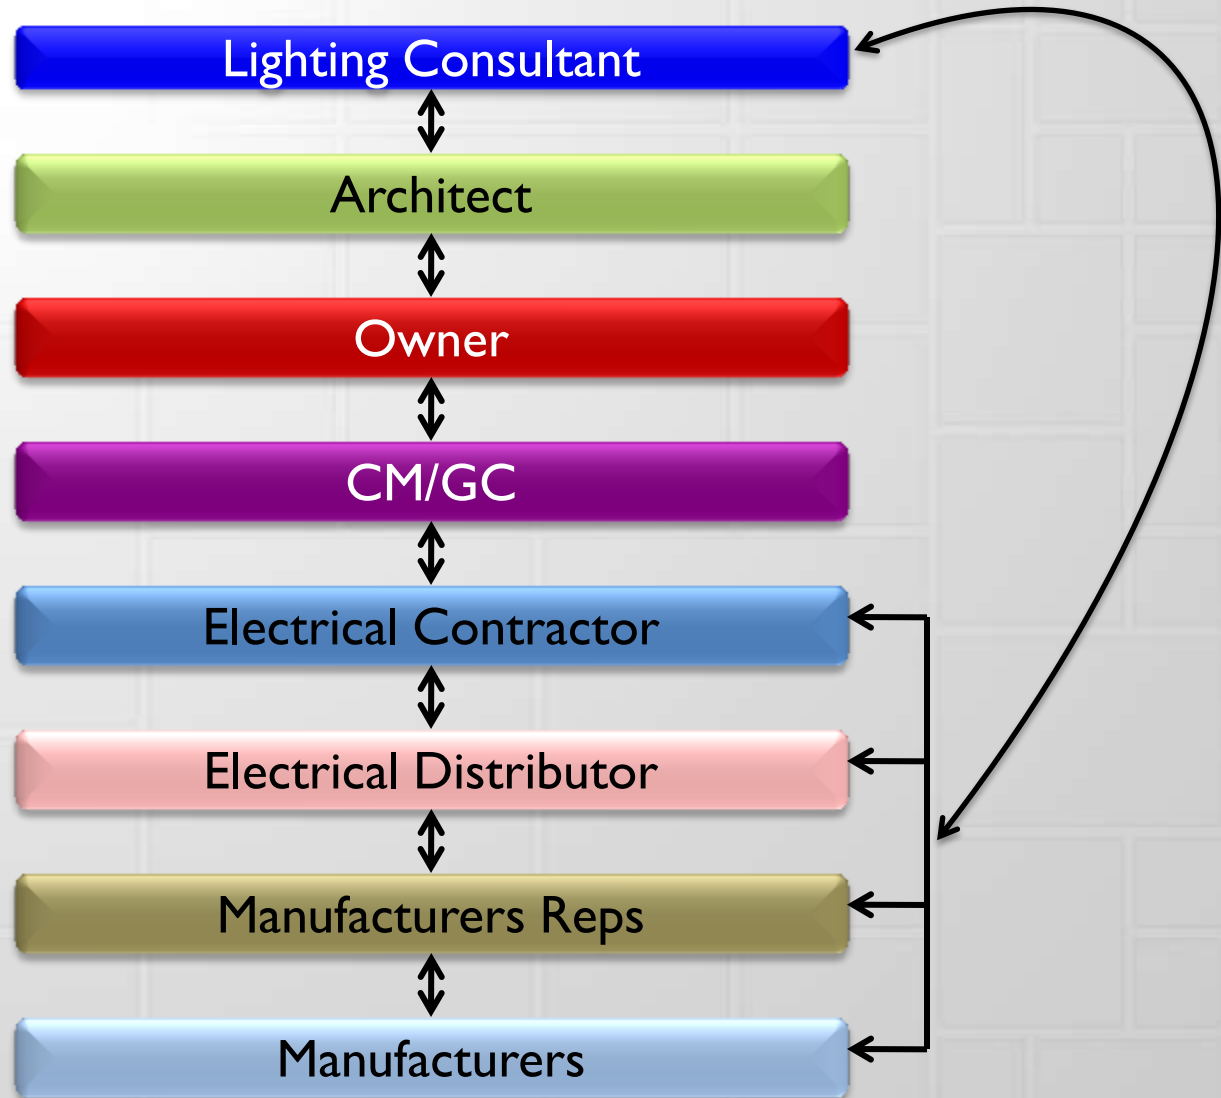 Lighting Consultant
Architect
Owner
CM/GC
Electrical Contractor
Electrical Distributor
Manufacturers Reps
Manufacturers